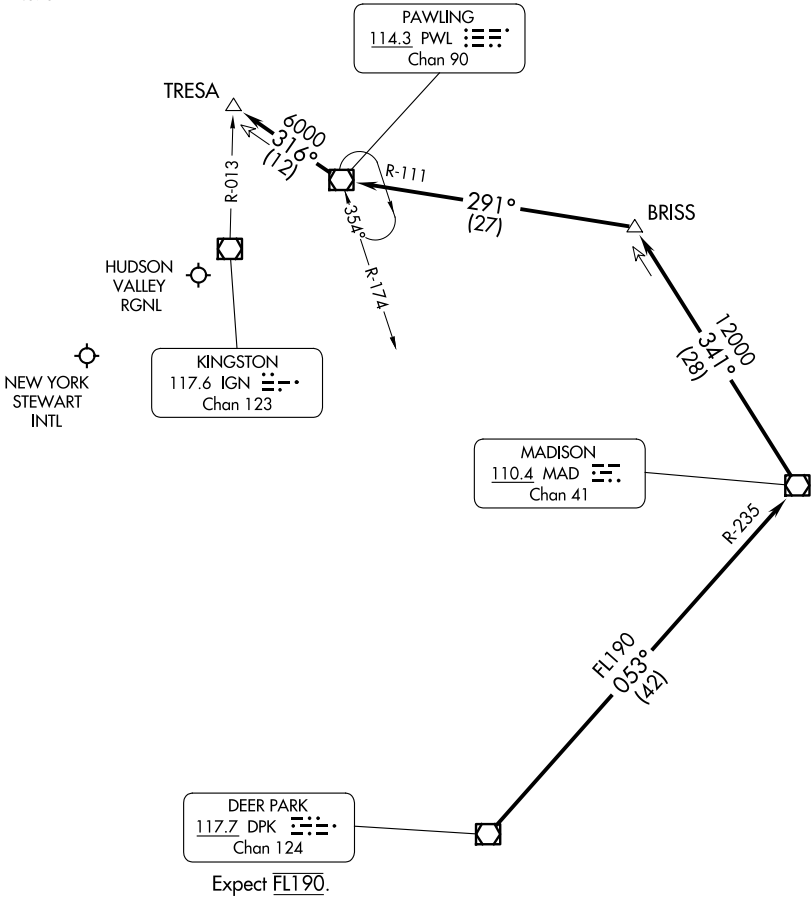 PAWLING
114.3 PWL
Chan 90
TRESA
6000
316°
(12)
R-013
R-111
291°
(27)
BRISS
354°
R-174
HUDSON
VALLEY
RGNL
12000
341°
(28)
NEW YORK
STEWART
INTL
KINGSTON
117.6 IGN
Chan 123
MADISON
110.4 MAD
Chan 41
R-235
FL190
053°
(42)
DEER PARK
117.7 DPK
Chan 124
Expect FL190.